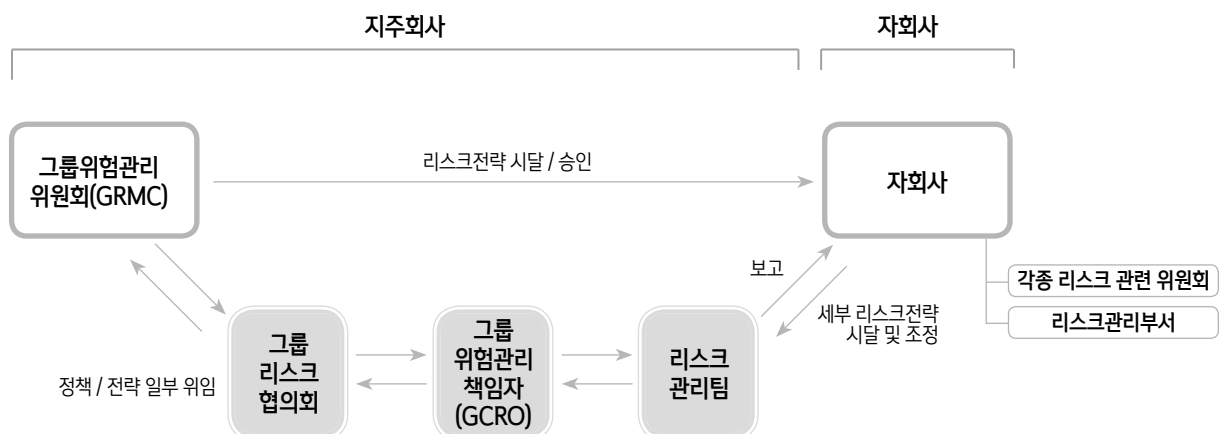 지주회사
자회사
그룹위험관리
위원회(GRMC)
리스크전략 시달 / 승인
자회사
보고
각종 리스크 관련 위원회
세부 리스크전략
시달 및 조정
리스크관리부서
정책 / 전략 일부 위임
그룹
리스크
협의회
그룹
위험관리
책임자
(GCRO)
리스크
관리팀